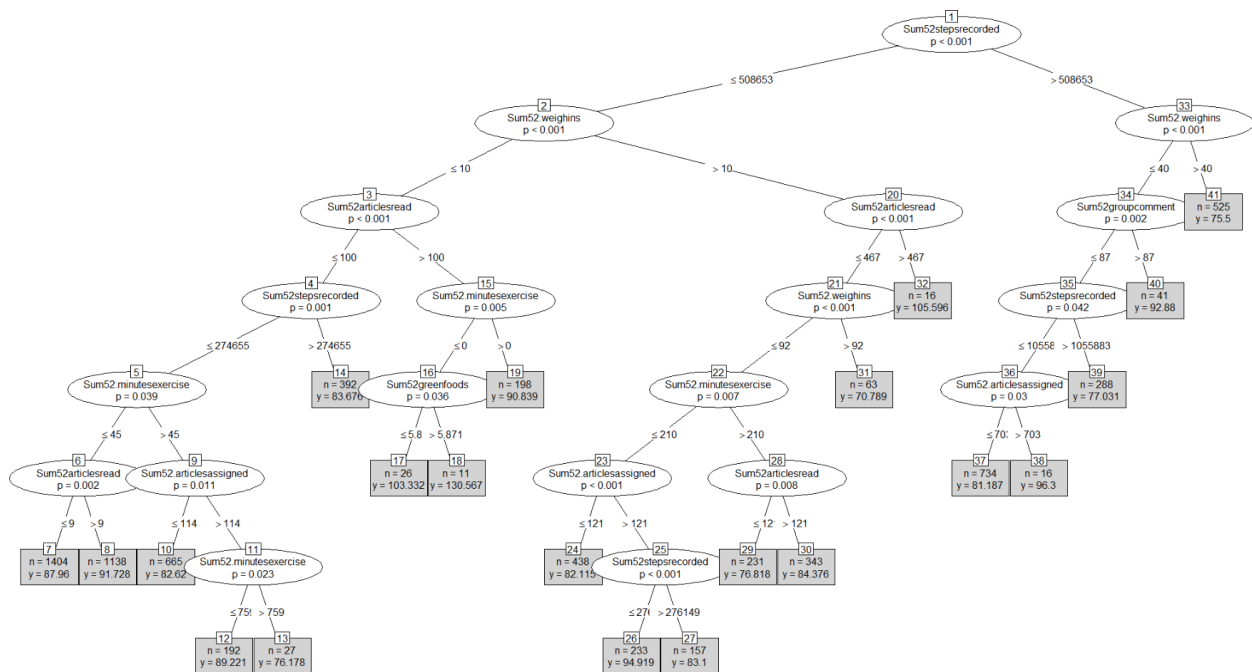 1
Sum52stepsrecorded
p < 0.001
≤ 508653
> 508653
2
Sum52.weighins
p < 0.001
33
Sum52.weighins
p < 0.001
≤ 10
> 10
≤ 40
> 40
3
Sum52articlesread
p < 0.001
20
Sum52articlesread
p < 0.001
34
Sum52groupcomment
p = 0.002
41
n = 525
y = 75.5
≤ 100
> 100
≤ 467
> 467
≤ 87
> 87
4
Sum52stepsrecorded
p = 0.001
15
Sum52.minutesexercise
p = 0.005
21
Sum52.weighins
p < 0.001
32
n = 16
y = 105.596
35
Sum52stepsrecorded
p = 0.042
40
n = 41
y = 92.88
≤ 274655
> 274655
≤ 0
> 0
≤ 92
> 92
≤ 10558
> 1055883
5
Sum52.minutesexercise
p = 0.039
14
n = 392
y = 83.676
16
Sum52greenfoods
p = 0.036
19
n = 198
y = 90.839
22
Sum52.minutesexercise
p = 0.007
31
n = 63
y = 70.789
36
Sum52.articlesassigned
p = 0.03
39
n = 288
y = 77.031
≤ 45
> 45
≤ 5.8
> 5.871
≤ 210
> 210
≤ 703
> 703
6
Sum52articlesread
p = 0.002
9
Sum52.articlesassigned
p = 0.011
17
n = 26
y = 103.332
18
n = 11
y = 130.567
23
Sum52.articlesassigned
p < 0.001
28
Sum52articlesread
p = 0.008
37
n = 734
y = 81.187
38
n = 16
y = 96.3
≤ 9
> 9
≤ 114
> 114
≤ 121
> 121
≤ 12
> 121
7
n = 1404
y = 87.96
8
n = 1138
y = 91.728
10
n = 665
y = 82.62
11
Sum52.minutesexercise
p = 0.023
24
n = 438
y = 82.115
25
Sum52stepsrecorded
p < 0.001
29
n = 231
y = 76.818
30
n = 343
y = 84.376
≤ 759
> 759
≤ 276
> 276149
12
n = 192
y = 89.221
13
n = 27
y = 76.178
26
n = 233
y = 94.919
27
n = 157
y = 83.1